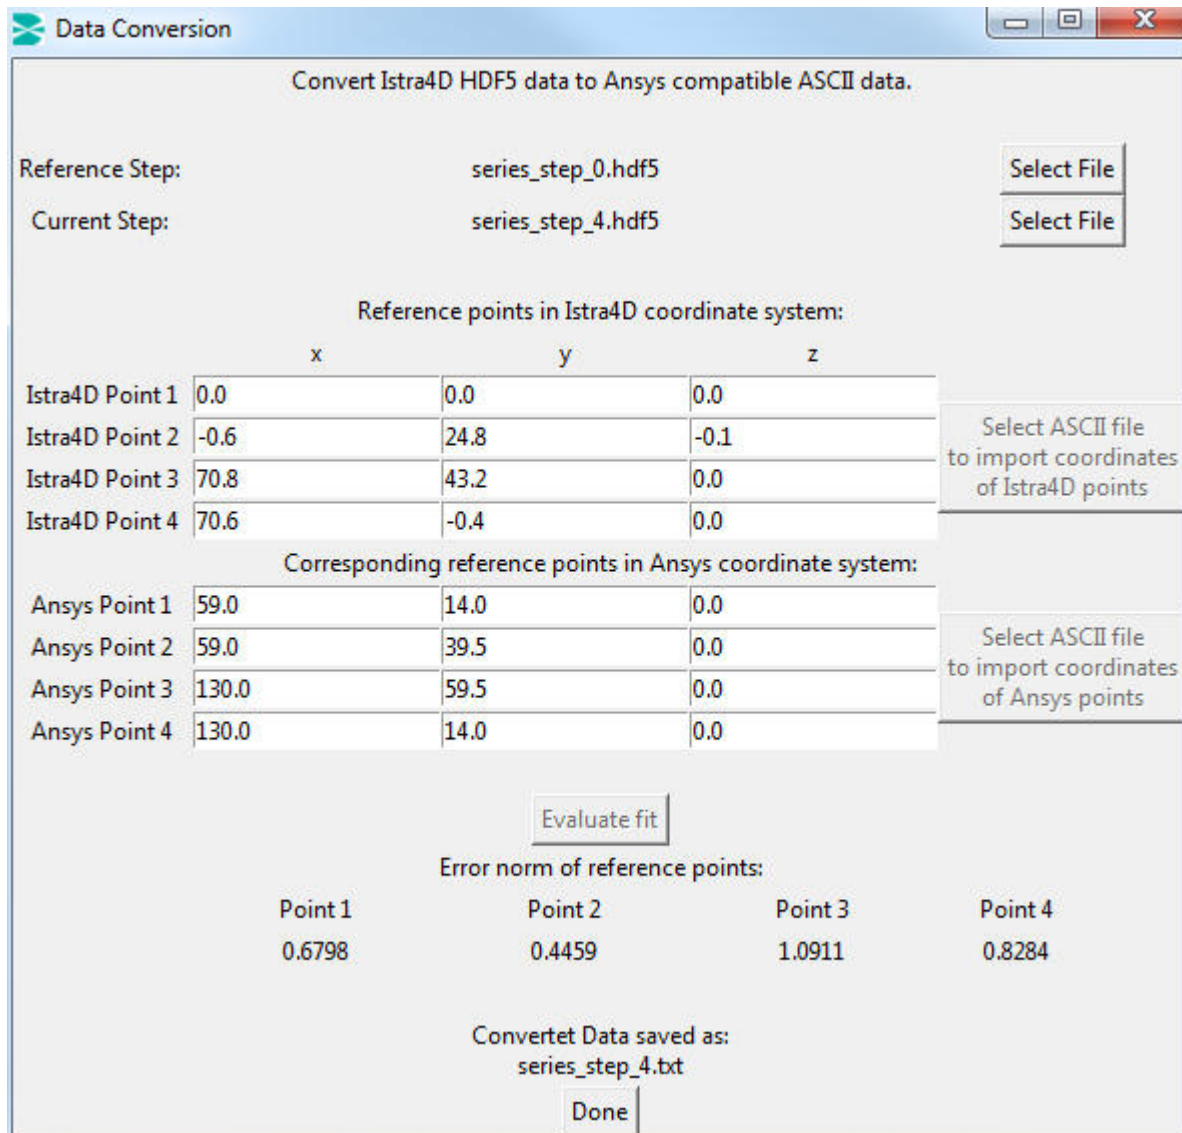 Data Conversion
Convert Istra4D HDF5 data to Ansys compatible ASCII data.
Reference Step: series_step_0.hdf5 Select File
Current Step: series_step_4.hdf5 Select File
Reference points in Istra4D coordinate system:
x y z
Istra4D Point 1 0.0 0.0 0.0
Istra4D Point 2 -0.6 24.8 -0.1
Istra4D Point 3 70.8 43.2 0.0
Istra4D Point 4 70.6 -0.4 0.0
Select ASCII file
to import coordinates
of Istra4D points
Corresponding reference points in Ansys coordinate system:
Ansys Point 1 59.0 14.0 0.0
Ansys Point 2 59.0 39.5 0.0
Ansys Point 3 130.0 59.5 0.0
Ansys Point 4 130.0 14.0 0.0
Select ASCII file
to import coordinates
of Ansys points
Evaluate fit
Error norm of reference points:
Point 1 Point 2 Point 3 Point 4
0.6798 0.4459 1.0911 0.8284
Convertet Data saved as:
series_step_4.txt
Done